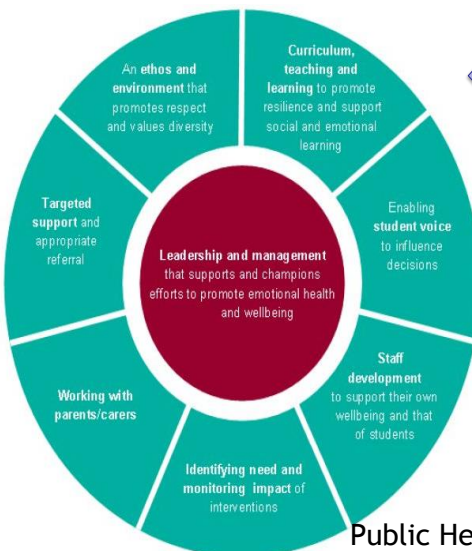 An ethos and
environment that
promotes respect
and values diversity
Curriculum,
teaching and
learning to promote
resilience and support
social and emotional
learning
Enabling
student voice
to influence
decisions
Staff
development
to support their own
wellbeing and that
of students
Identifying need and
monitoring impact of
interventions
Working with
parents/carers
Targeted
support and
appropriate
referral
Leadership and management
that supports and champions
efforts to promote emotional health
and wellbeing
Public He